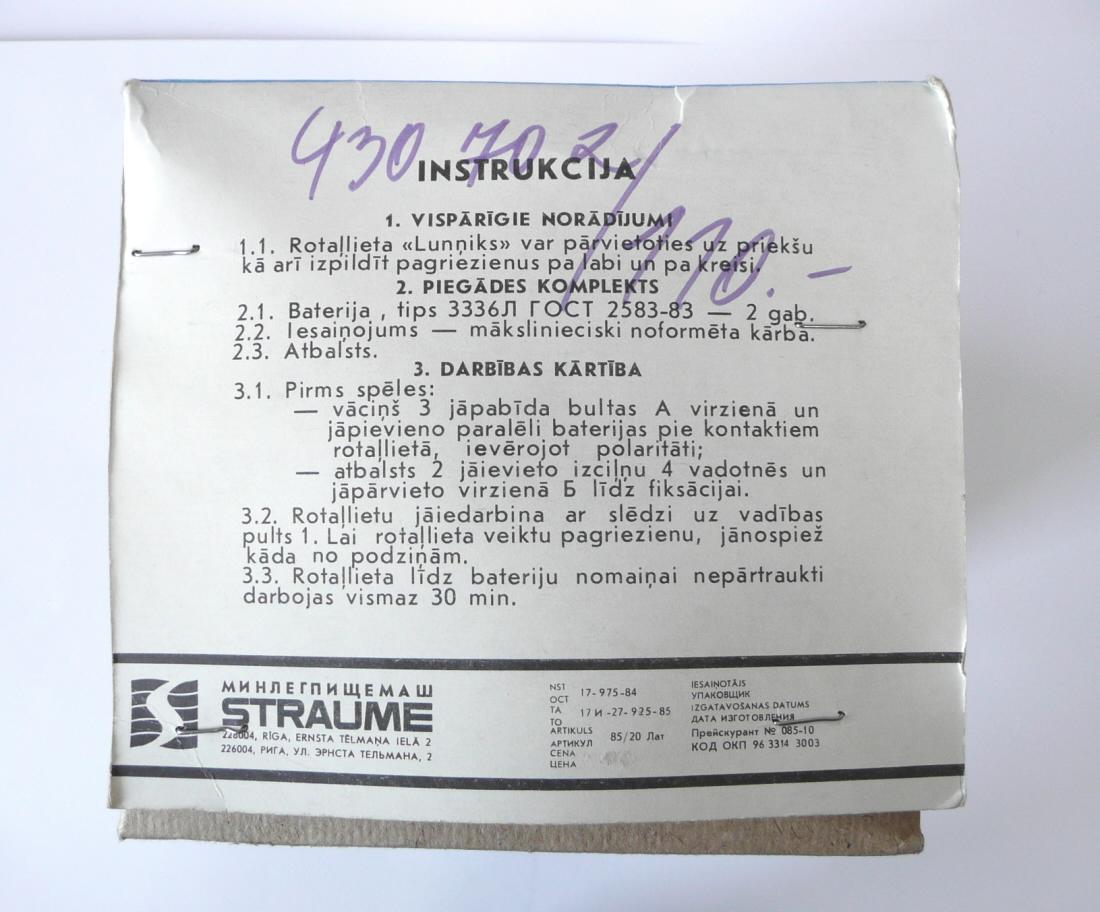 430 702/110.–
INSTRUKCIJA
1. VISPĀRĪGIE NORĀDĪJUMI
1.1. Rotaļlieta «Lunņiks» var pārvietoties uz priekšu
kā arī izpildīt pagriezienus pa labi un pa kreisi.
2. PIEGĀDES KOMPLEKTS
2.1. Baterija, tips 3336Л ГОСТ 2583-83 — 2 gab.
2.2. Iesaiņojums — mākslinieciski noformēta kārba.
2.3. Atbalsts.
3. DARBĪBAS KĀRTĪBA
3.1. Pirms spēles:
— vāciņš 3 jāpabīda bultas A virzienā un
jāpievieno paralēli baterijas pie kontaktiem
rotaļlietā, ievērojot polaritāti;
— atbalsts 2 jāievieto izciļņu 4 vadotnēs un
jāpārvieto virzienā Б līdz fiksācijai.
3.2. Rotaļlietu jāiedarbina ar slēdzi uz vadības
pults 1. Lai rotaļlieta veiktu pagriezienu, jānospiež
kāda no podziņām.
3.3. Rotaļlieta līdz bateriju nomaiņai nepārtraukti
darbojas vismaz 30 min.
МИНЛЕГПИЩЕМАШ
STRAUME
226004, RĪGA, ERNSTA TĒLMAŅA IELĀ 2
226004, РИГА, УЛ. ЭРНСТА ТЕЛЬМАНА, 2
NST
ОСТ 17-975-84
TA
ТО 17 И -27- 925-85
ARTIKULS
АРТИКУЛ 85/20 Лат
CENA
ЦЕНА
IESAIŅOTĀJS
УПАКОВЩИК
IZGATAVOŠANAS DATUMS
ДАТА ИЗГОТОВЛЕНИЯ
Прейскурант № 085-10
КОД ОКП 96 3314 3003